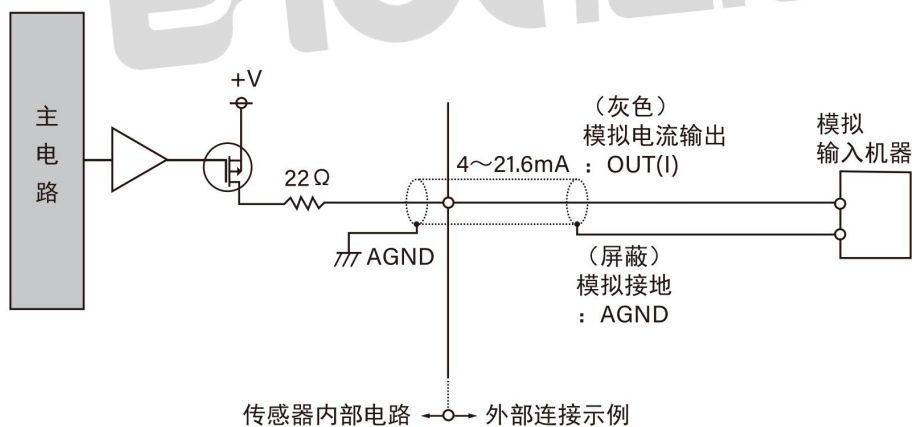 主
电
路
+V
22Ω
AGND
4～21.6mA
（灰色）
模拟电流输出
：OUT(I)
模拟
输入机器
（屏蔽）
模拟接地
：AGND
传感器内部电路
外部连接示例